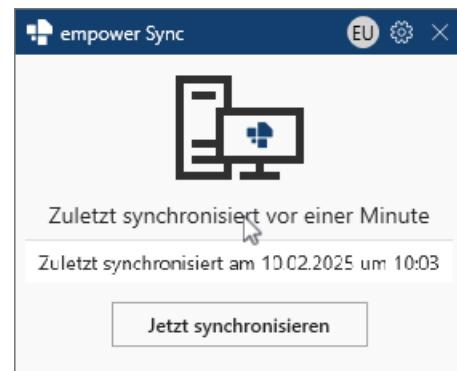 empower Sync
EU
Zuletzt synchronisiert vor einer Minute
Zuletzt synchronisiert am 10.02.2025 um 10:03
Jetzt synchronisieren